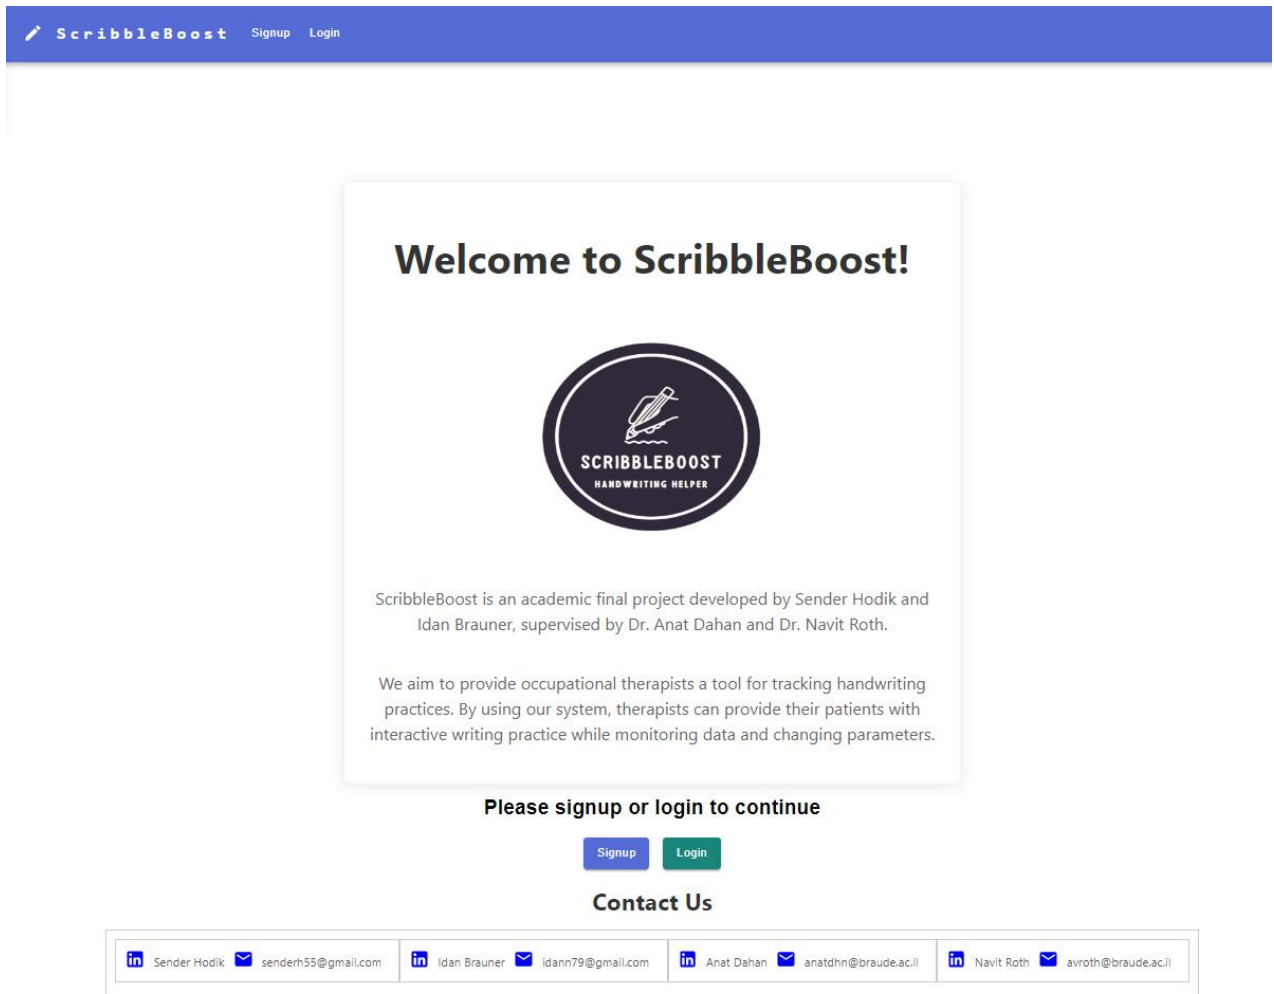 ScribbleBoost Signup Login
Welcome to ScribbleBoost!
SCRIBBLEBOOST
HANDWRITING HELPER
ScribbleBoost is an academic final project developed by Sender Hodik and
Idan Brauner, supervised by Dr. Anat Dahan and Dr. Navit Roth.
We aim to provide occupational therapists a tool for tracking handwriting
practices. By using our system, therapists can provide their patients with
interactive writing practice while monitoring data and changing parameters.
Please signup or login to continue
Signup Login
Contact Us
in Sender Hodik senderh55@gmail.com in Idan Brauner idann79@gmail.com in Anat Dahan anatdhn@braude.ac.il in Navit Roth avroth@braude.ac.il